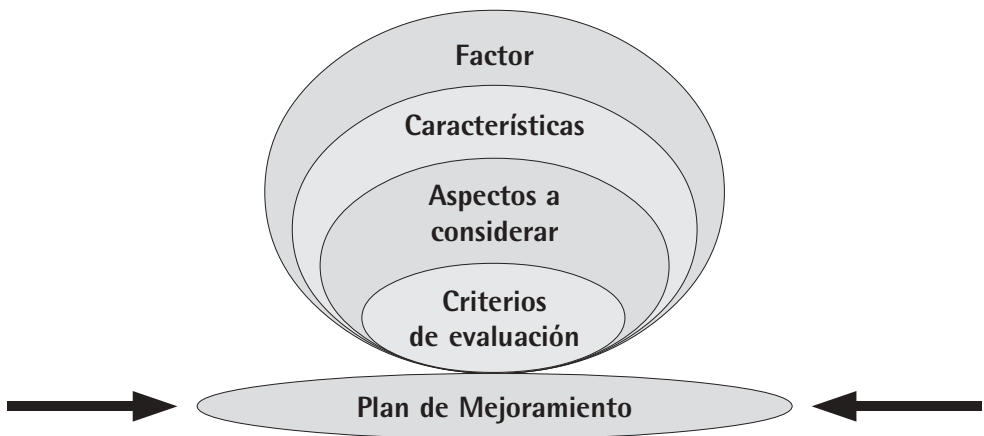 Factor
Características
Aspectos a
considerar
Criterios
de evaluación
Plan de Mejoramiento